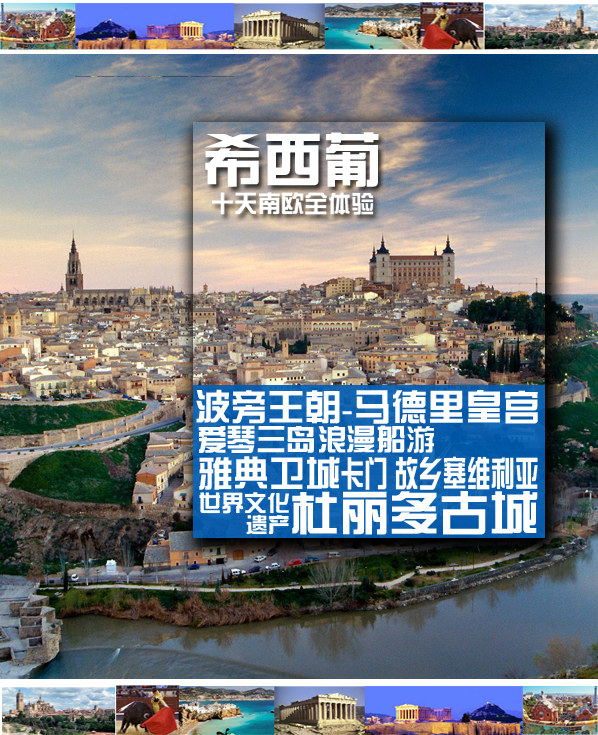 希西葡
十天南欧全体验
波旁王朝-马德里皇宫
爱琴三岛 浪漫船游
雅典卫城 卡门 故乡塞维利亚
世界文化
遗产 杜丽多古城